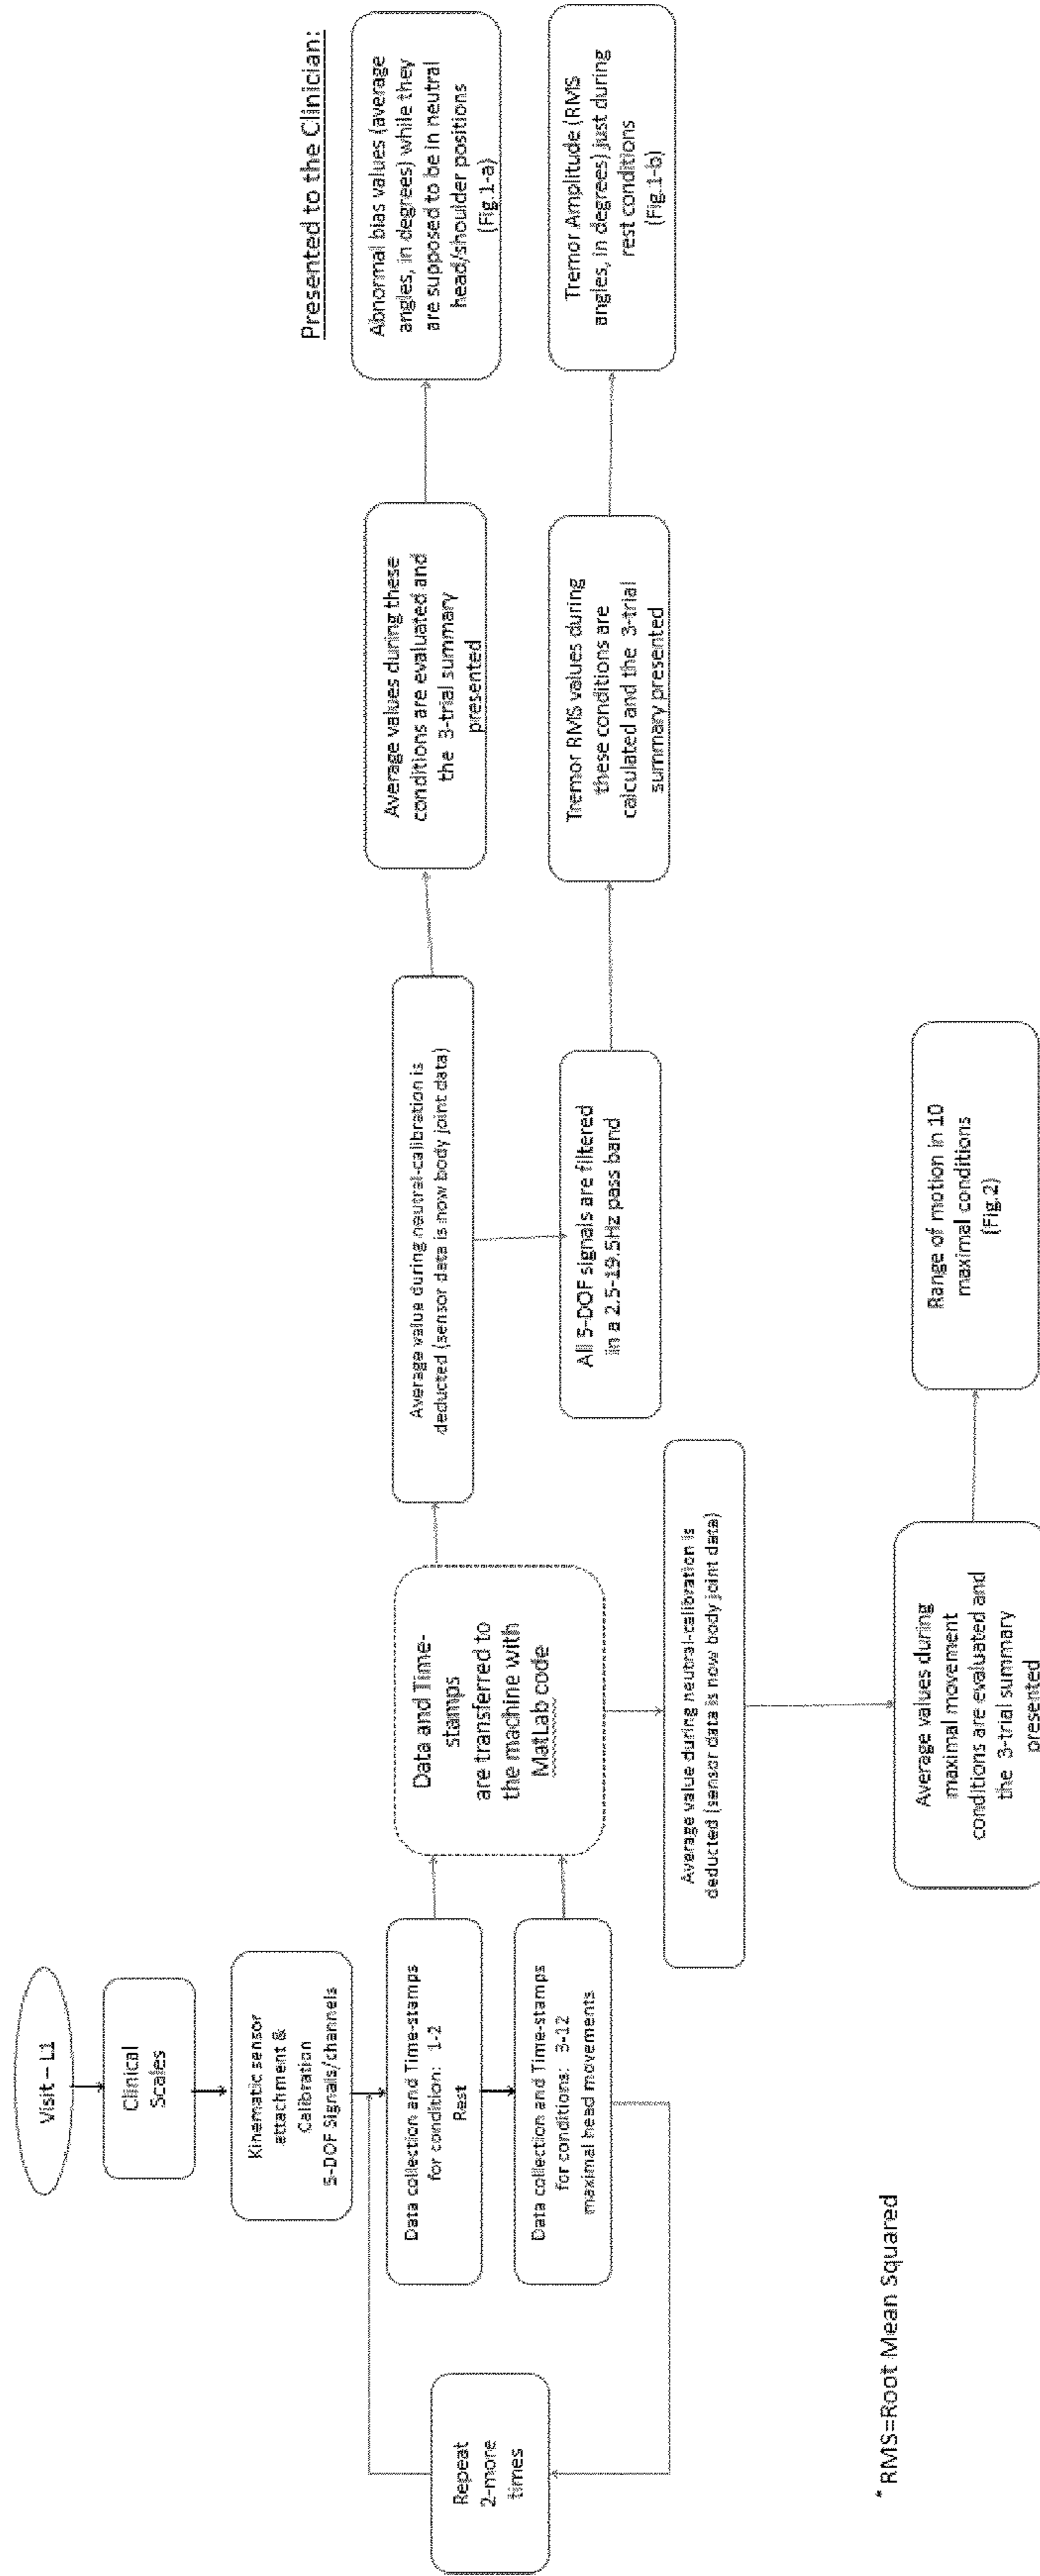 Visit – L1
Clinical
Scales
Kinematic sensor
attachment &
Calibration
5-DOF Signals/channels
Data collection and Time-stamps
for condition: 1-2
Rest
Data collection and Time-stamps
for conditions: 3-12
maximal head movements
Repeat
2-more
times
Data and Time-
stamps
are transferred to
the machine with
MatLab code
Average value during neutral-calibration is
deducted (sensor data is now body joint data)
All 5-DOF signals are filtered
in a 2.5-19.5Hz pass band
Average values during these
conditions are evaluated and
the 3-trial summary
presented
Tremor RMS values during
these conditions are
calculated and the 3-trial
summary presented
Presented to the Clinician:
Abnormal bias values (average
angles, in degrees) while they
are supposed to be in neutral
head/shoulder positions
(Fig.1-a)
Tremor Amplitude (RMS
angles, in degrees) just during
rest conditions
(Fig.1-b)
Average value during neutral-calibration is
deducted (sensor data is now body joint data)
Average values during
maximal movement
conditions are evaluated and
the 3-trial summary
presented
Range of motion in 10
maximal conditions
(Fig.2)
* RMS=Root Mean Squared